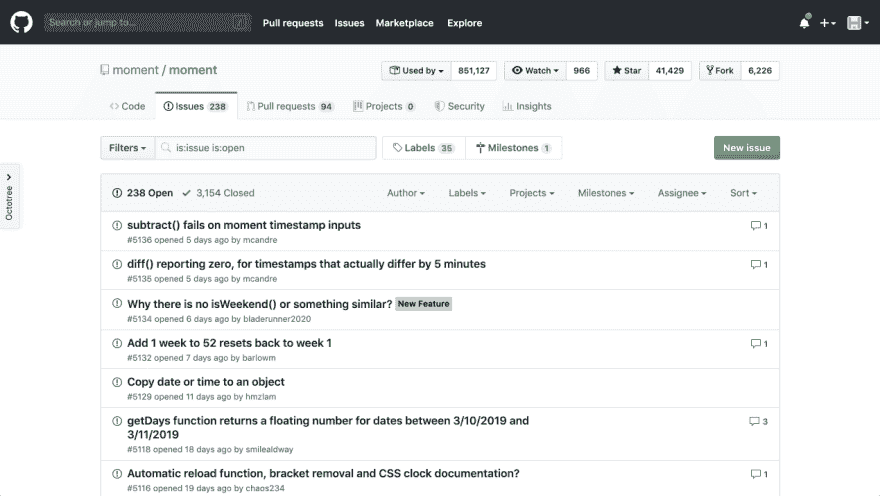 Search or jump to... /
Pull requests Issues Marketplace Explore
moment / moment
Used by 851,127 Watch 966 Star 41,429 Fork 6,226
Code Issues 238 Pull requests 94 Projects 0 Security Insights
Filters is:issue is:open Labels 35 Milestones 1 New issue
Octotree
238 Open 3,154 Closed Author Labels Projects Milestones Assignee Sort
subtract() fails on moment timestamp inputs 1
#5136 opened 5 days ago by mcandre
diff() reporting zero, for timestamps that actually differ by 5 minutes 1
#5135 opened 5 days ago by mcandre
Why there is no isWeekend() or something similar? New Feature
#5134 opened 6 days ago by bladerunner2020
Add 1 week to 52 resets back to week 1 1
#5132 opened 7 days ago by barlowm
Copy date or time to an object
#5129 opened 11 days ago by hmzlam
getDays function returns a floating number for dates between 3/10/2019 and 3
3/11/2019
#5118 opened 18 days ago by smilealdway
Automatic reload function, bracket removal and CSS clock documentation? 1
#5116 opened 19 days ago by chaos234